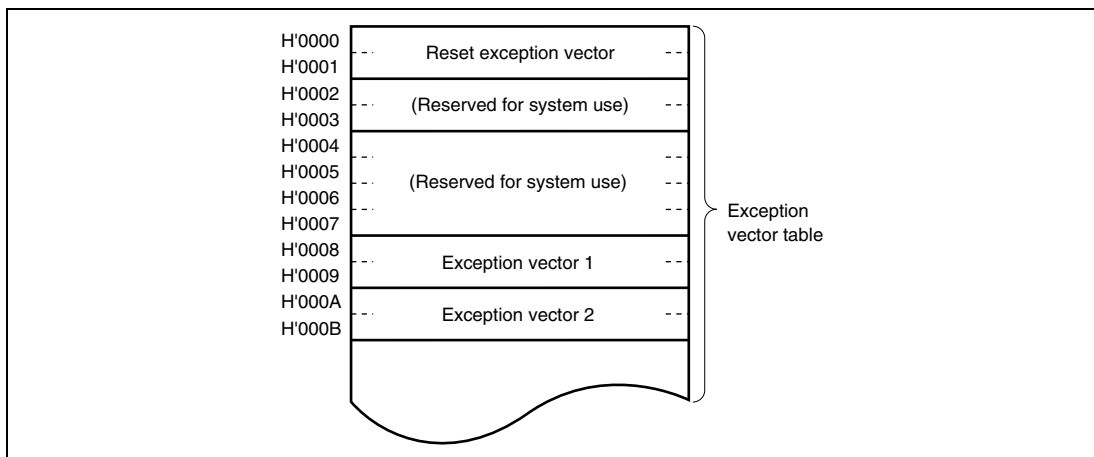 H'0000
H'0001
Reset exception vector
H'0002
H'0003
(Reserved for system use)
H'0004
H'0005
H'0006
H'0007
(Reserved for system use)
H'0008
H'0009
Exception vector 1
H'000A
H'000B
Exception vector 2
Exception
vector table